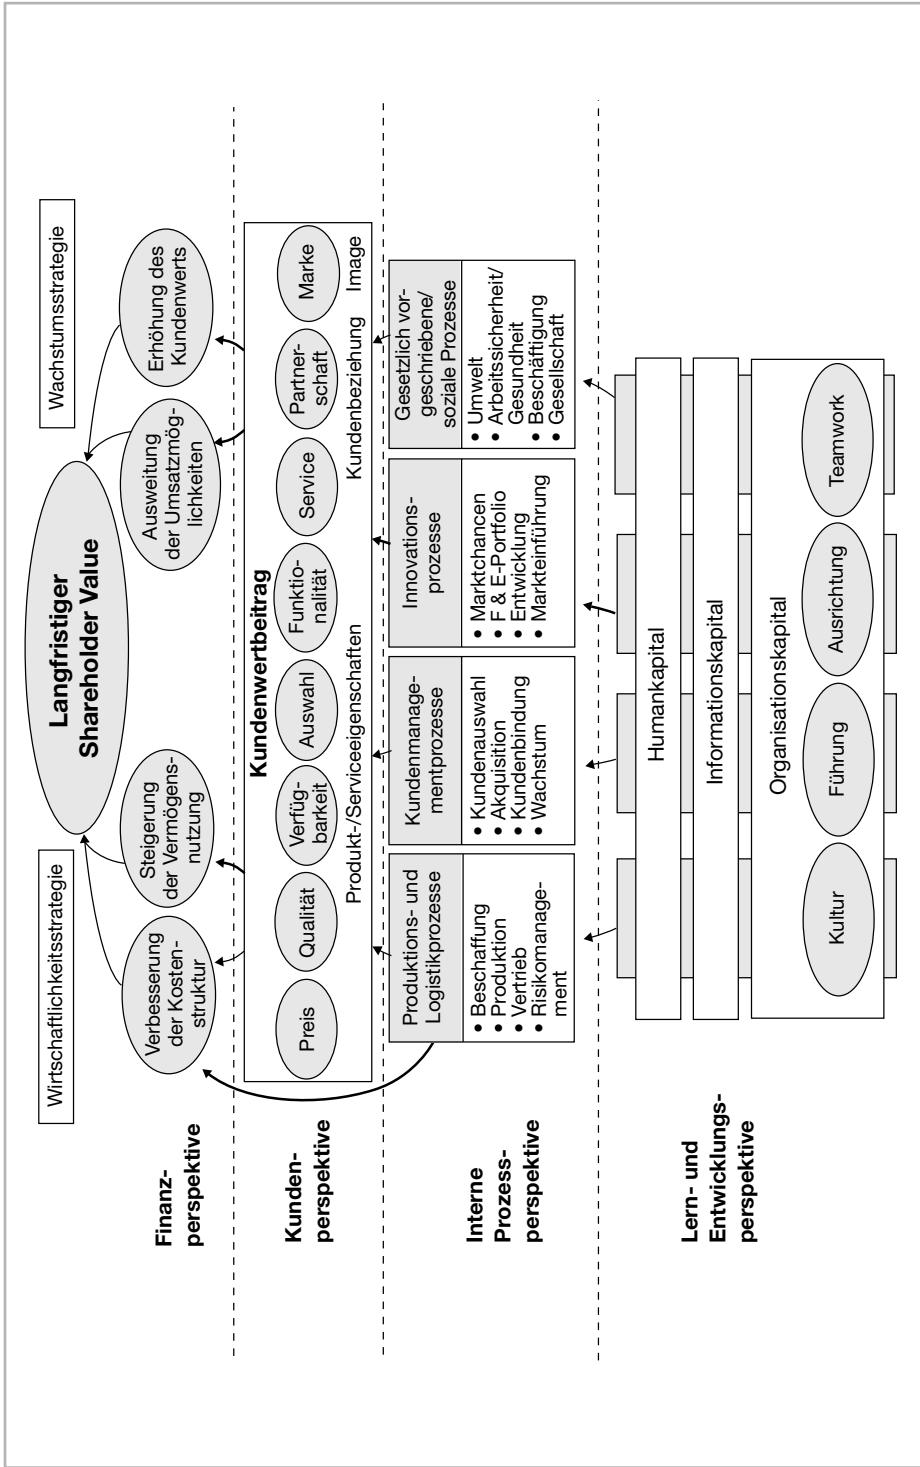 Wirtschaftlichkeitsstrategie
Wachstumsstrategie
Langfristiger
Shareholder Value
Finanz-
perspektive
Verbesserung
der Kosten-
struktur
Steigerung
der Vermögens-
nutzung
Ausweitung
der Umsatzmög-
lichkeiten
Erhöhung des
Kundenwerts
Kunden-
perspektive
Kundenwertbeitrag
Preis
Qualität
Verfüg-
barkeit
Auswahl
Funktio-
nalität
Service
Partner-
schaft
Marke
Produkt-/Serviceeigenschaften
Kundenbeziehung
Image
Interne
Prozess-
perspektive
Produktions- und
Logistikprozesse
• Beschaffung
• Produktion
• Vertrieb
• Risikomanage-
ment
Kundenmanage-
mentprozesse
• Kundenauswahl
• Akquisition
• Kundenbindung
• Wachstum
Innovations-
prozesse
• Marktchancen
• F & E-Portfolio
• Entwicklung
• Markteinführung
Gesetzlich vor-
geschriebene/
soziale Prozesse
• Umwelt
• Arbeitssicherheit/
Gesundheit
• Beschäftigung
• Gesellschaft
Lern- und
Entwicklungs-
perspektive
Humankapital
Informationskapital
Organisationskapital
Kultur
Führung
Ausrichtung
Teamwork